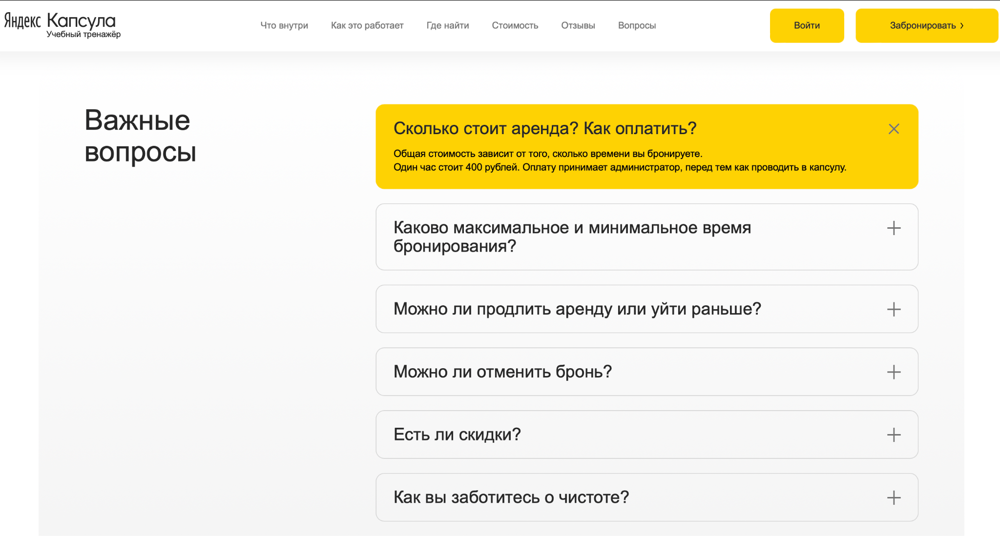 Яндекс Капсула
Учебный тренажёр
Что внутри
Как это работает
Где найти
Стоимость
Отзывы
Вопросы
Войти
Забронировать ›
Важные
вопросы
Сколько стоит аренда? Как оплатить?
Общая стоимость зависит от того, сколько времени вы бронируете.
Один час стоит 400 рублей. Оплату принимает администратор, перед тем как проводить в капсулу.
Каково максимальное и минимальное время
бронирования?
Можно ли продлить аренду или уйти раньше?
Можно ли отменить бронь?
Есть ли скидки?
Как вы заботитесь о чистоте?